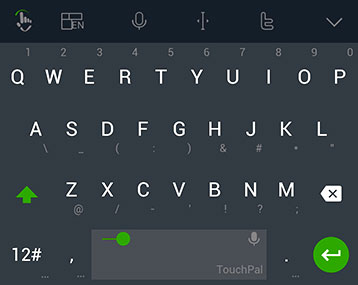 EN
1 2 3 4 5 6 7 8 9 0
Q W E R T Y U I O P
A S D F G H J K L
\ _ ( : ) & # * "
Z X C V B N M
@ / - ' ! ? ;
12# , .
... TouchPal ...